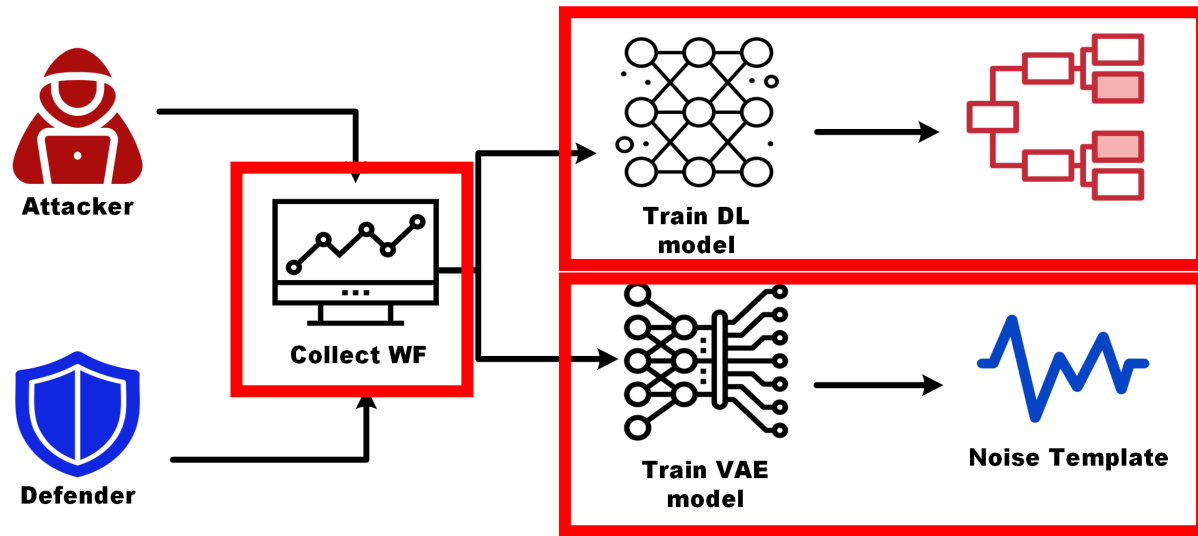 Attacker
Collect WF
Defender
Train DL
model
Train VAE
model
Noise Template